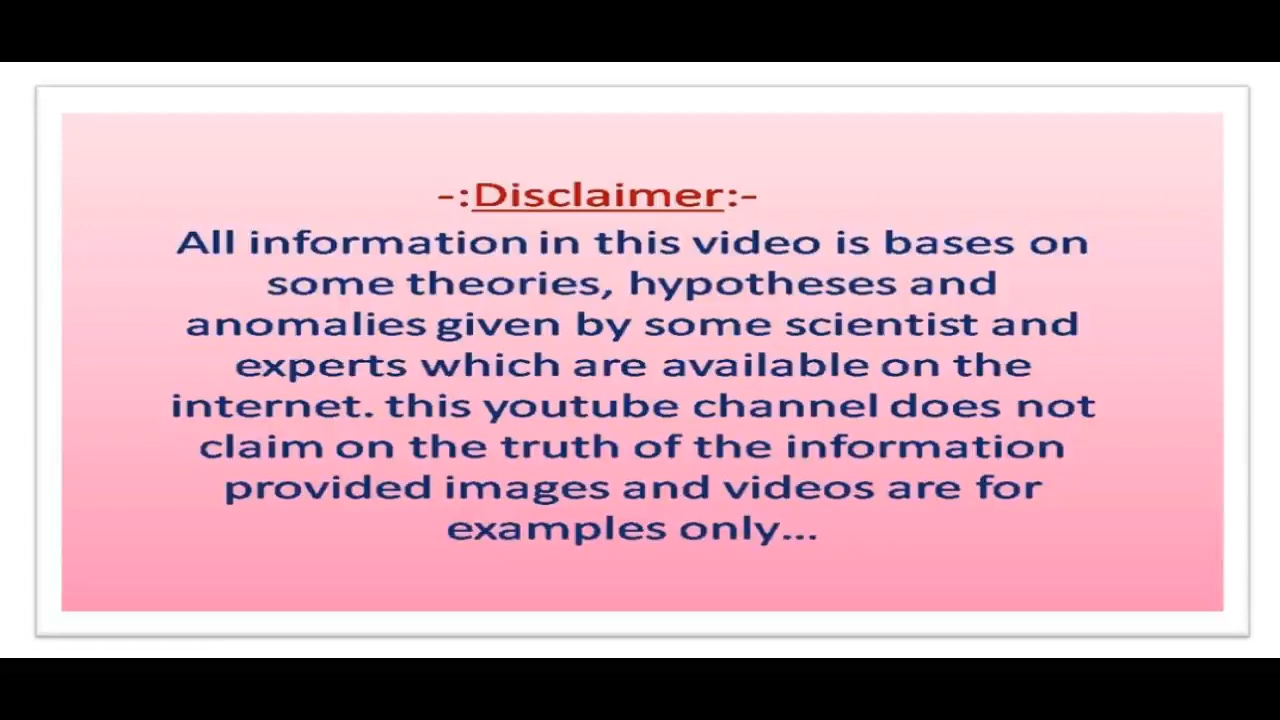 -:Disclaimer:-
All information in this video is bases on
some theories, hypotheses and
anomalies given by some scientist and
experts which are available on the
internet. this youtube channel does not
claim on the truth of the information
provided images and videos are for
examples only...